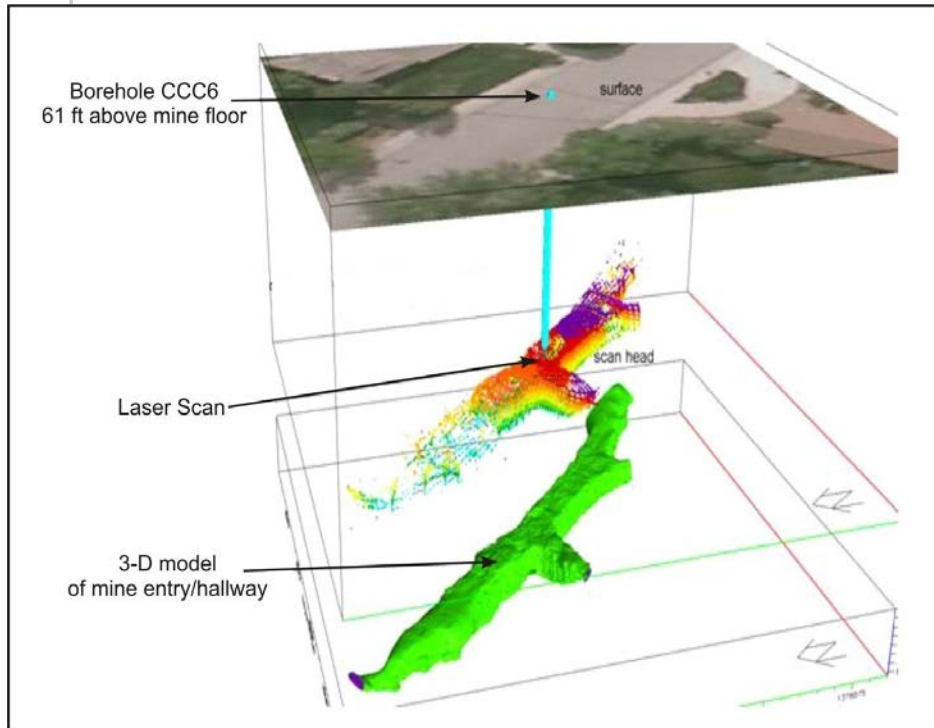 Borehole CCC6
61 ft above mine floor
surface
scan head
Laser Scan
3-D model
of mine entry/hallway